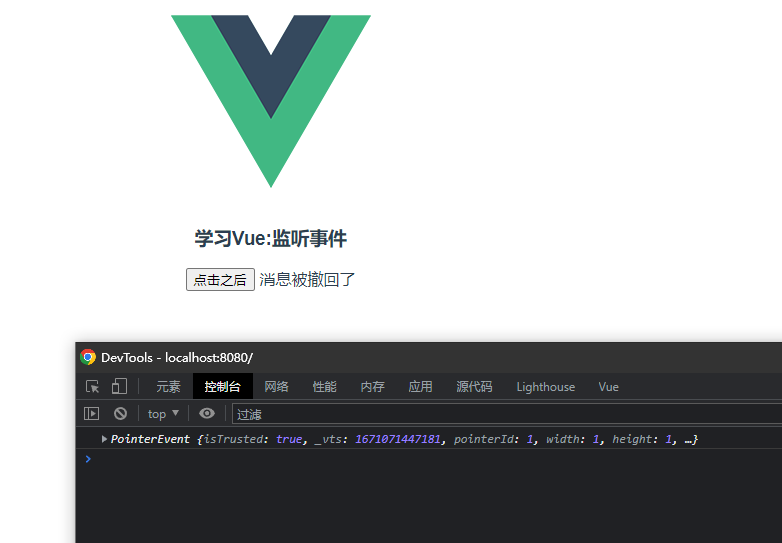 学习Vue:监听事件
点击之后 消息被撤回了
DevTools - localhost:8080/
元素 控制台 网络 性能 内存 应用 源代码 Lighthouse Vue
top ▼ 过滤
▶ PointerEvent {isTrusted: true, _vts: 1671071447181, pointerId: 1, width: 1, height: 1, …}